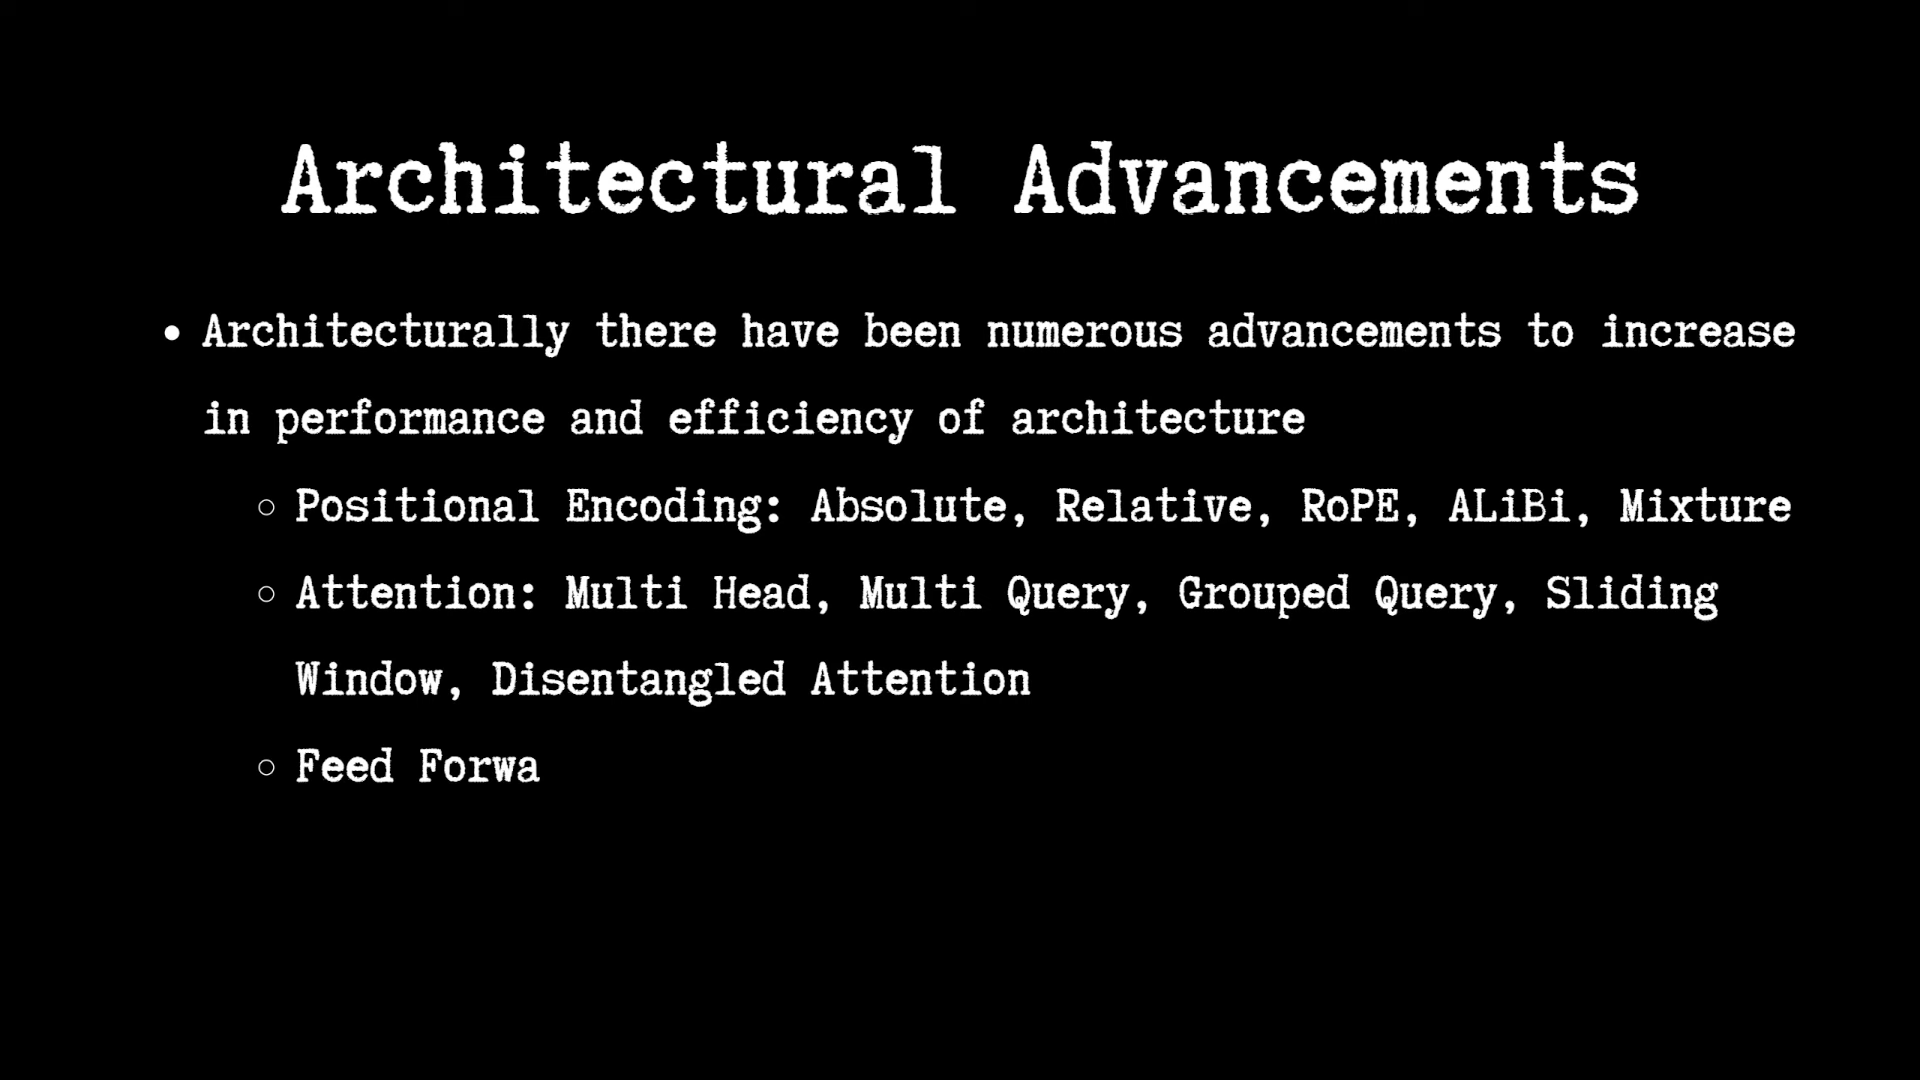 Architectural Advancements
• Architecturally there have been numerous advancements to increase
in performance and efficiency of architecture
○ Positional Encoding: Absolute, Relative, RoPE, ALiBi, Mixture
○ Attention: Multi Head, Multi Query, Grouped Query, Sliding
Window, Disentangled Attention
○ Feed Forwa